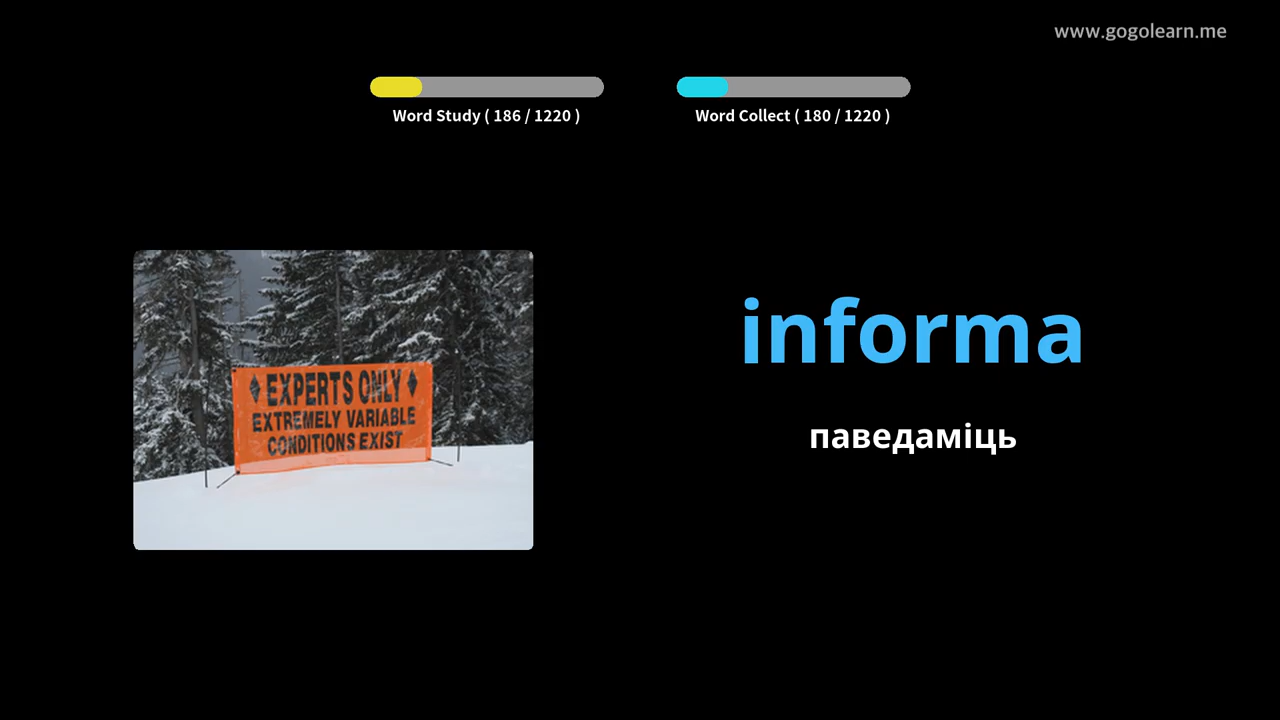 www.gogolearn.me
Word Study ( 186 / 1220 )
Word Collect ( 180 / 1220 )
EXPERTS ONLY
EXTREMELY VARIABLE
CONDITIONS EXIST
informa
паведаміць